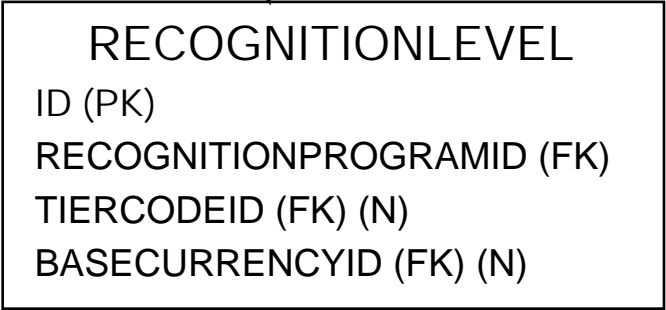 RECOGNITIONLEVEL
ID (PK)
RECOGNITIONPROGRAMID (FK)
TIERCODEID (FK) (N)
BASECURRENCYID (FK) (N)